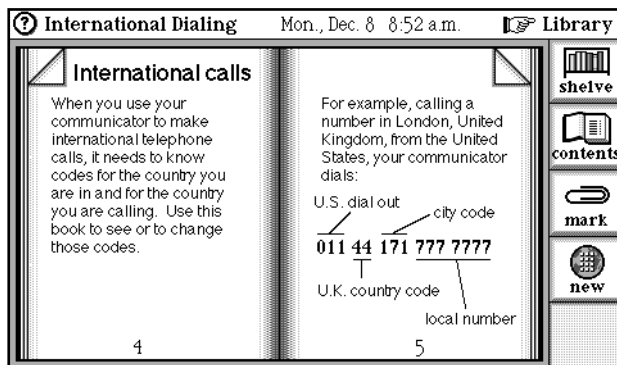 International Dialing Mon., Dec. 8 8:52 a.m. Library
International calls
When you use your
communicator to make
international telephone
calls, it needs to know
codes for the country you
are in and for the country
you are calling. Use this
book to see or to change
those codes.
4
For example, calling a
number in London, United
Kingdom, from the United
States, your communicator
dials:
U.S. dial out
city code
011 44 171 777 7777
U.K. country code
local number
5
shelve
contents
mark
new